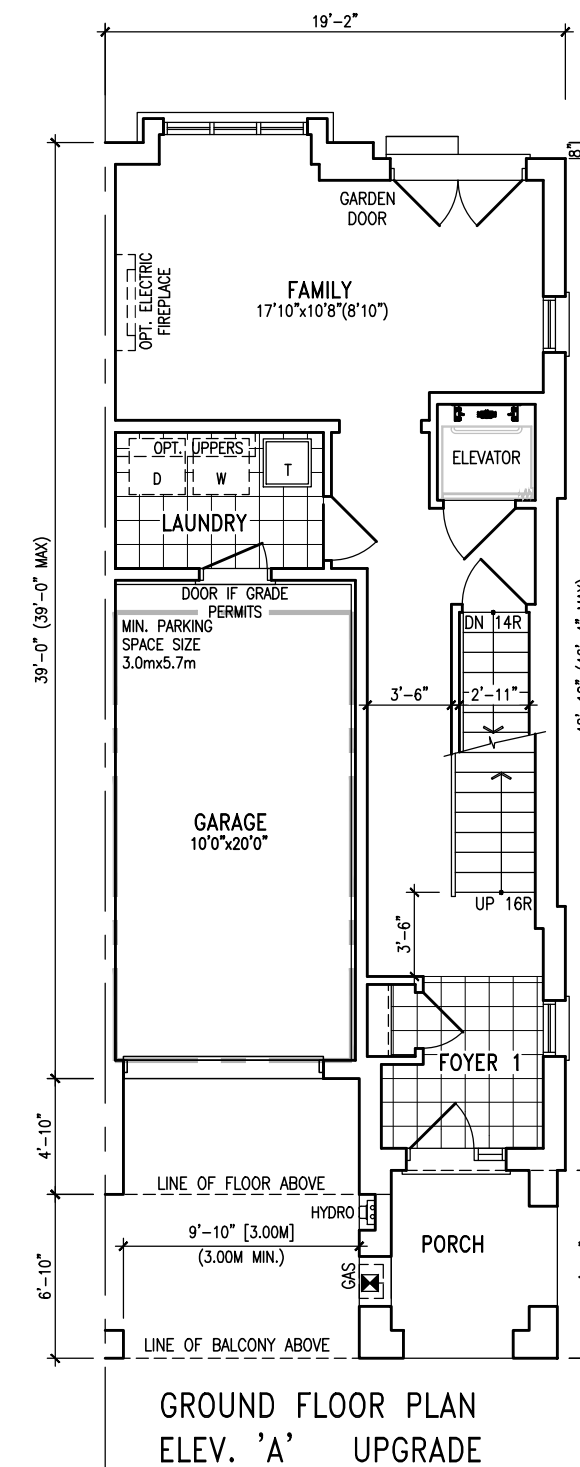 19'-2"
8"
GARDEN
DOOR
OPT. ELECTRIC
FIREPLACE
FAMILY
17'10"x10'8"(8'10")
OPT. UPPERS
D
W
T
ELEVATOR
LAUNDRY
DOOR IF GRADE
PERMITS
MIN. PARKING
SPACE SIZE
3.0mx5.7m
DN 14R
39'-0" (39'-0" MAX)
3'-6"
2'-11"
GARAGE
10'0"x20'0"
UP 16R
3'-6"
FOYER 1
4'-10"
LINE OF FLOOR ABOVE
HYDRO
9'-10" [3.00M]
(3.00M MIN.)
PORCH
GAS
6'-10"
LINE OF BALCONY ABOVE
GROUND FLOOR PLAN
ELEV. 'A' UPGRADE